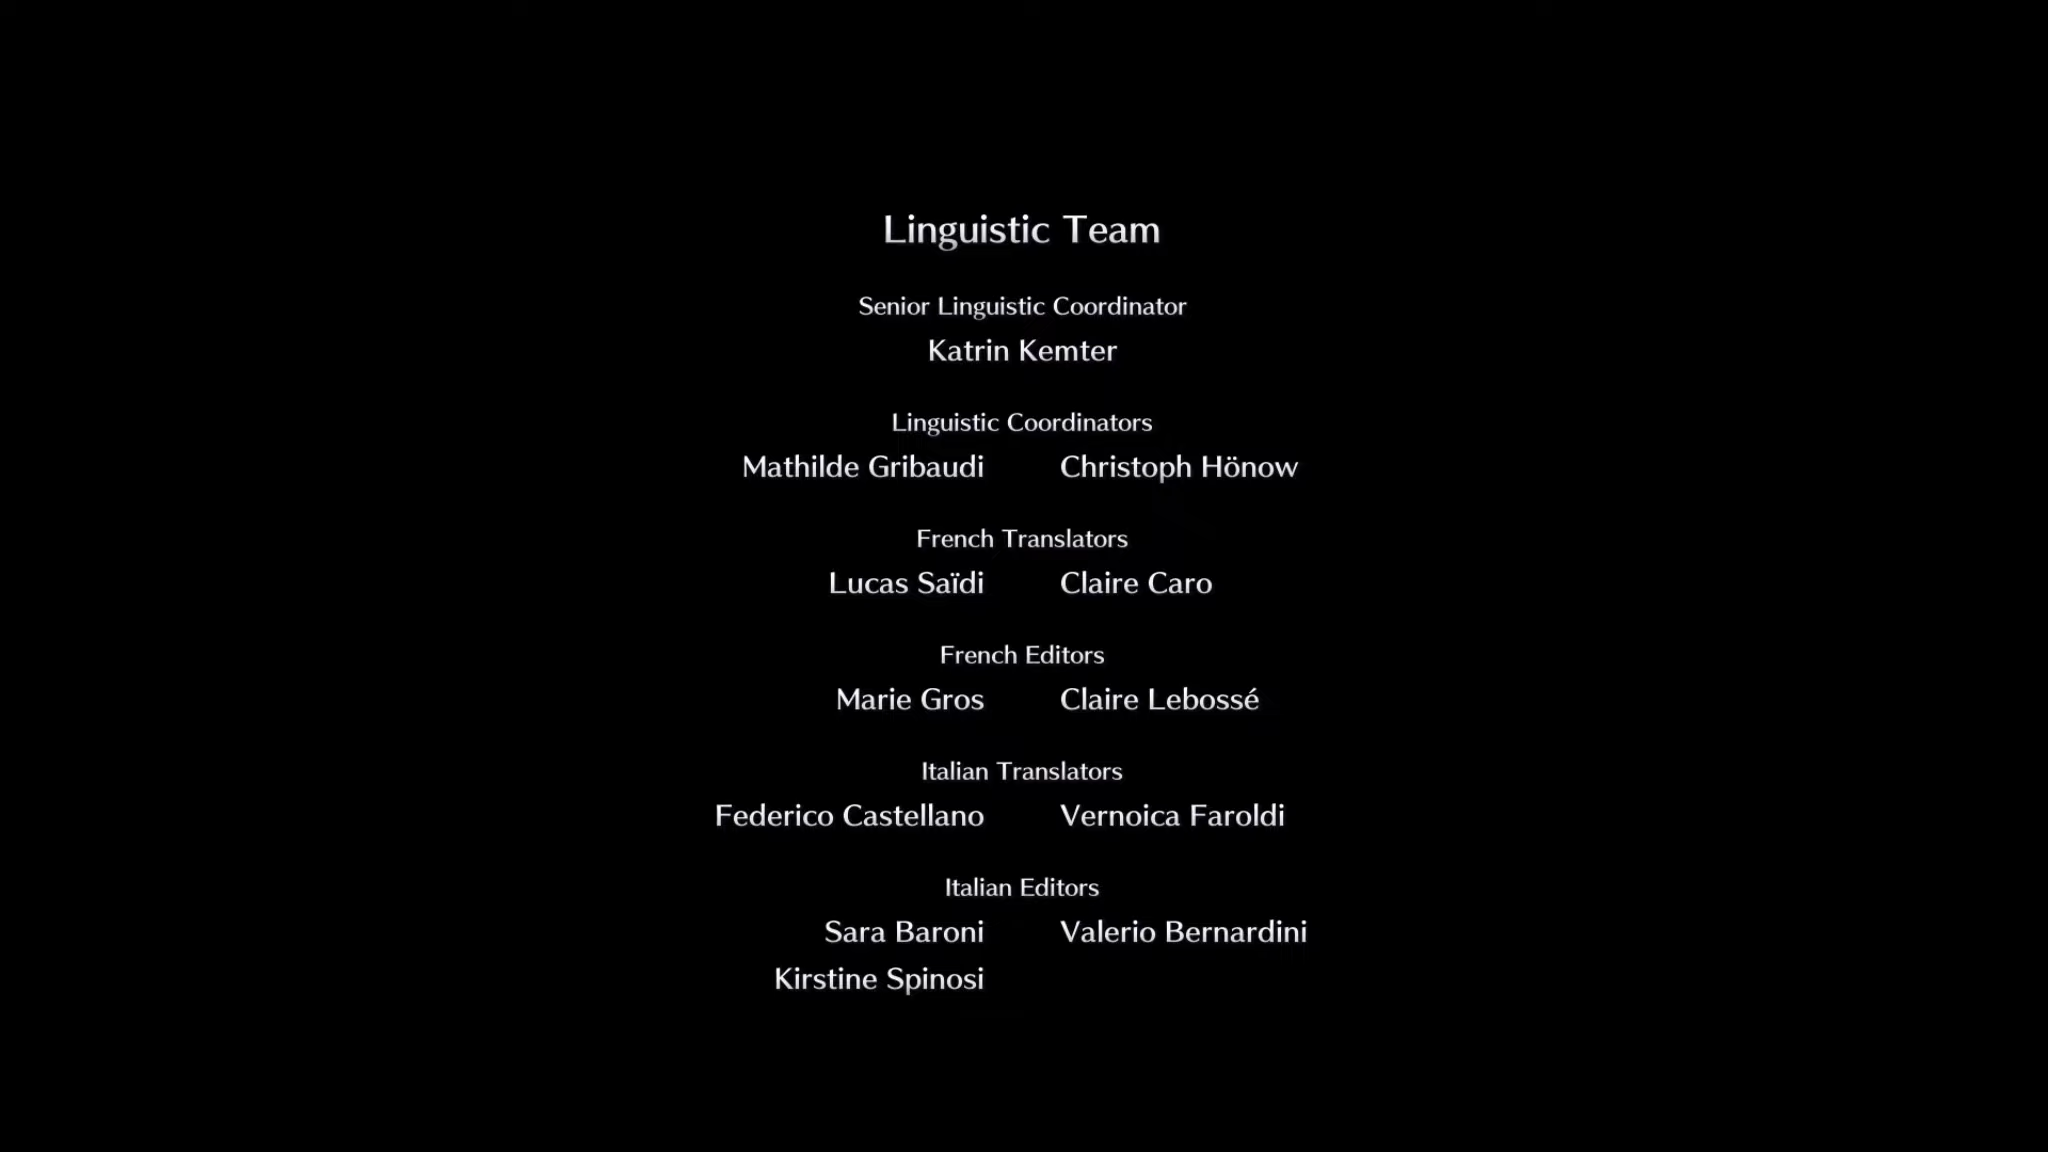 Linguistic Team
Senior Linguistic Coordinator
Katrin Kemter
Linguistic Coordinators
Mathilde Gribaudi Christoph Hönow
French Translators
Lucas Saïdi Claire Caro
French Editors
Marie Gros Claire Lebossé
Italian Translators
Federico Castellano Vernoica Faroldi
Italian Editors
Sara Baroni Valerio Bernardini
Kirstine Spinosi